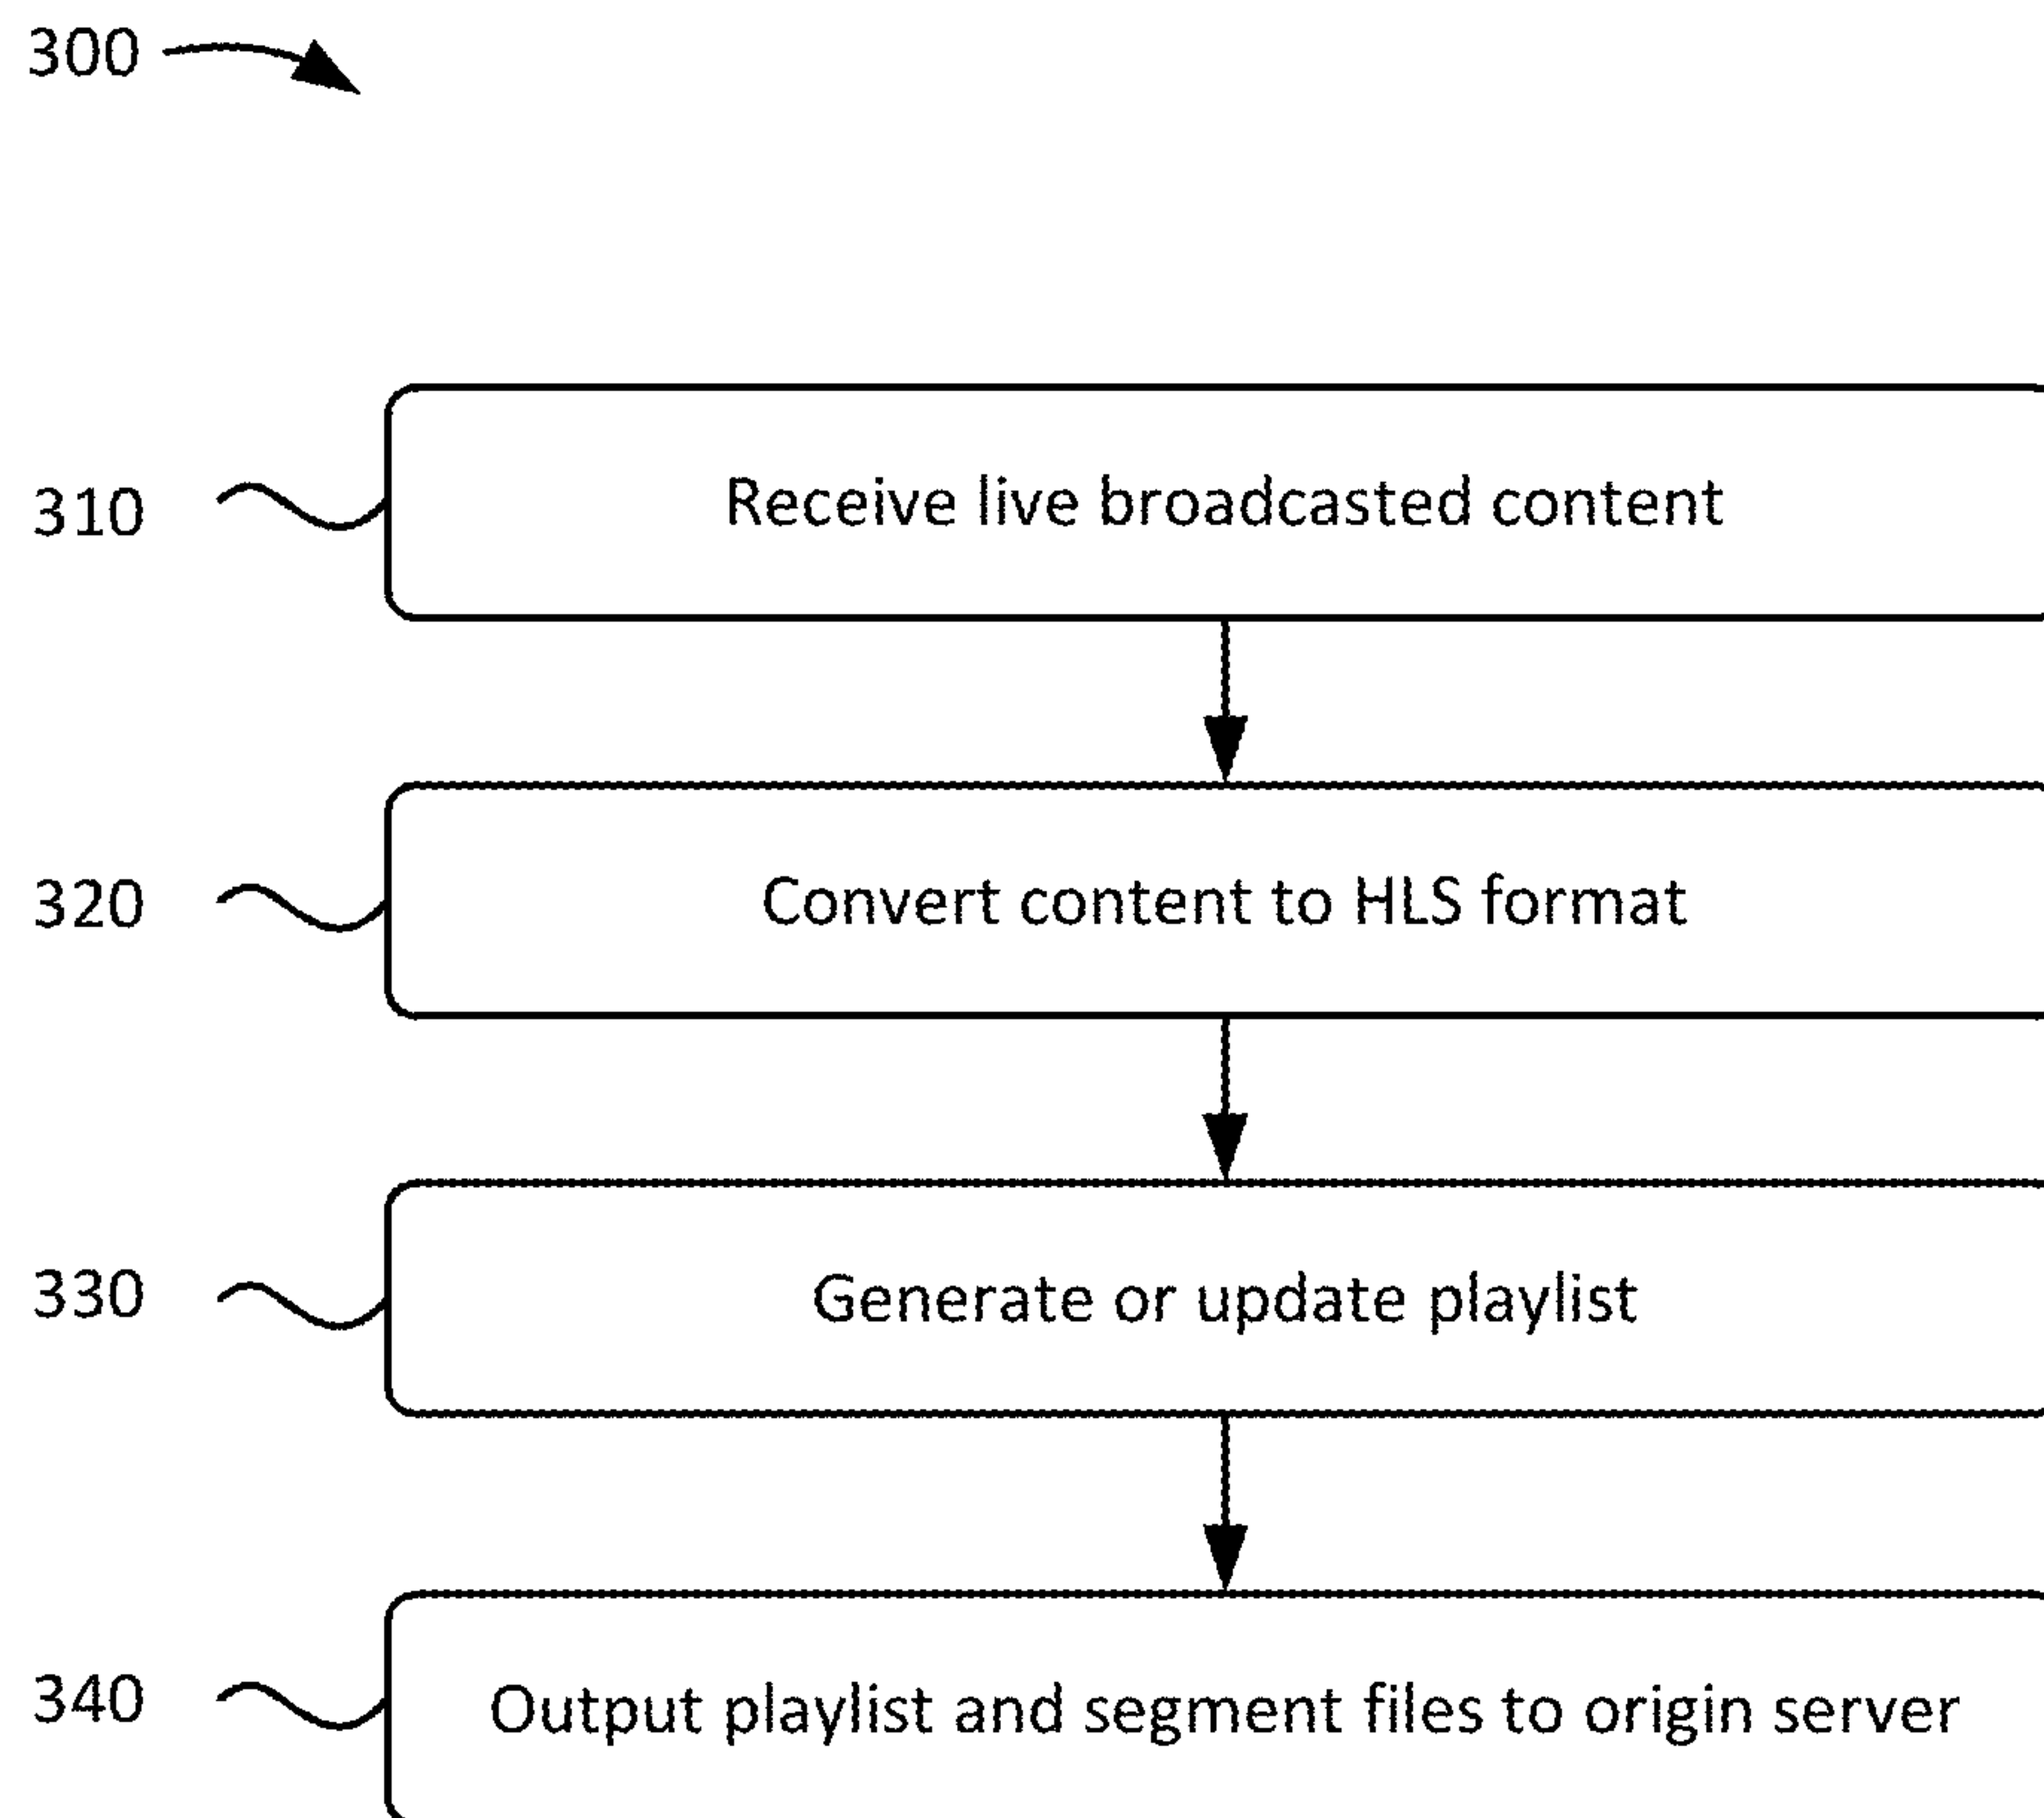 300
310
Receive live broadcasted content
320
Convert content to HLS format
330
Generate or update playlist
340
Output playlist and segment files to origin server